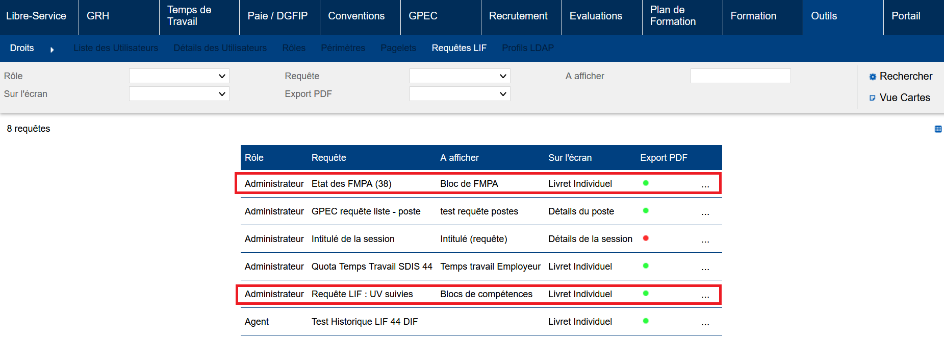 Libre-Service GRH Temps de Travail Paie / DGFIP Conventions GPEC Recrutement Evaluations Plan de Formation Formation Outils Portail
Droits Liste des Utilisateurs Détails des Utilisateurs Rôles Périmètres Pagelets Requêtes LIF Profils LDAP
Rôle Requête A afficher Rechercher
Sur l'écran Export PDF Vue Cartes
8 requêtes
Rôle Requête A afficher Sur l'écran Export PDF
Administrateur Etat des FMPA (38) Bloc de FMPA Livret Individuel ...
Administrateur GPEC requête liste - poste test requête postes Détails du poste ...
Administrateur Intitulé de la session Intitulé (requête) Détails de la session ...
Administrateur Quota Temps Travail SDIS 44 Temps travail Employeur Livret Individuel ...
Administrateur Requête LIF : UV suivies Blocs de compétences Livret Individuel ...
Agent Test Historique LIF 44 DIF Livret Individuel ...